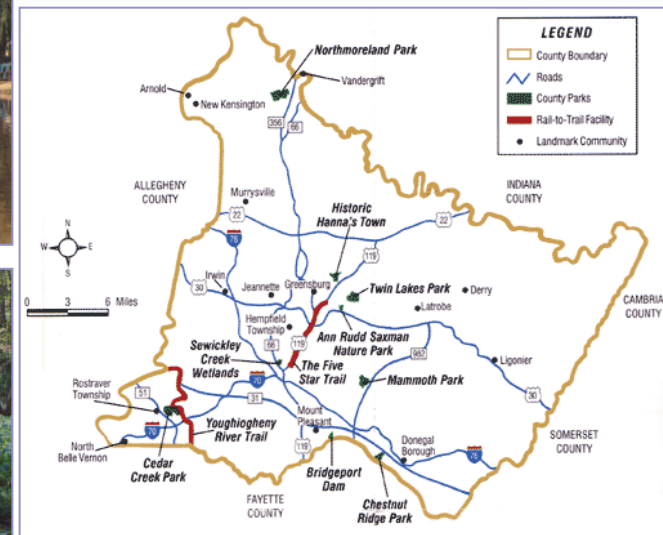 LEGEND
County Boundary
Roads
County Parks
Rail-to-Trail Facility
Landmark Community
Northmoreland Park
Vandergrift
Arnold
New Kensington
356
66
ALLEGHENY
COUNTY
INDIANA
COUNTY
Murrysville
22
22
Historic
Hanna's Town
76
119
N
W E
S
0 3 6 Miles
30
Irwin
Jeannette
Greensburg
Twin Lakes Park
Derry
Latrobe
CAMBRIA
COUNTY
Hempfield
Township
Ann Rudd Saxman
Nature Park
66
119
982
Ligonier
Sewickley
Creek
Wetlands
The Five
Star Trail
Mammoth Park
30
Rostraver
Township
51
70
31
70
North
Belle Vernon
Youghiogheny
River Trail
Cedar
Creek Park
Mount
Pleasant
119
Donegal
Borough
76
SOMERSET
COUNTY
Bridgeport
Dam
Chestnut
Ridge Park
FAYETTE
COUNTY